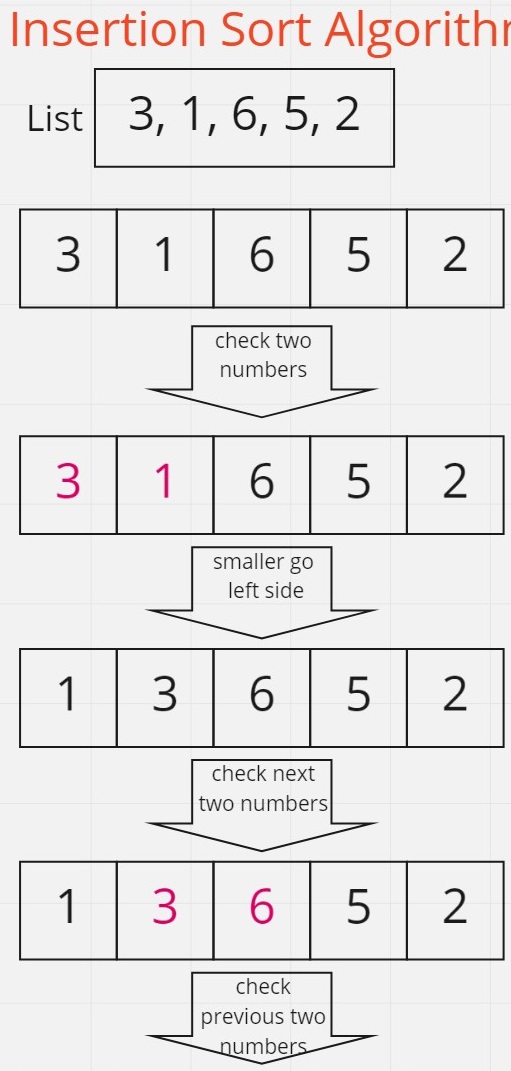 Insertion Sort Algorithm
List 3, 1, 6, 5, 2
3 1 6 5 2
check two
numbers
3 1 6 5 2
smaller go
left side
1 3 6 5 2
check next
two numbers
1 3 6 5 2
check
previous two
numbers